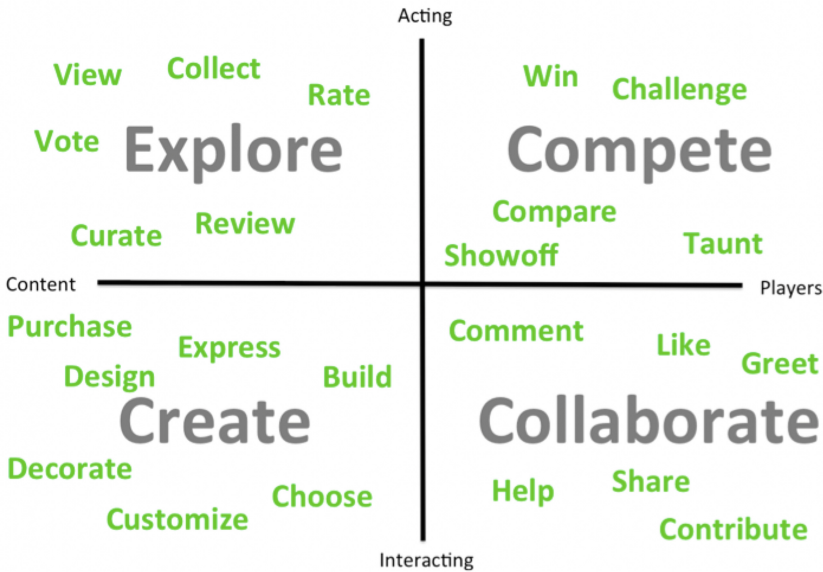 Acting
View
Collect
Rate
Vote
Explore
Curate
Review
Win
Challenge
Compete
Compare
Showoff
Taunt
Content
Players
Purchase
Express
Design
Build
Create
Decorate
Choose
Customize
Comment
Like
Greet
Collaborate
Help
Share
Contribute
Interacting